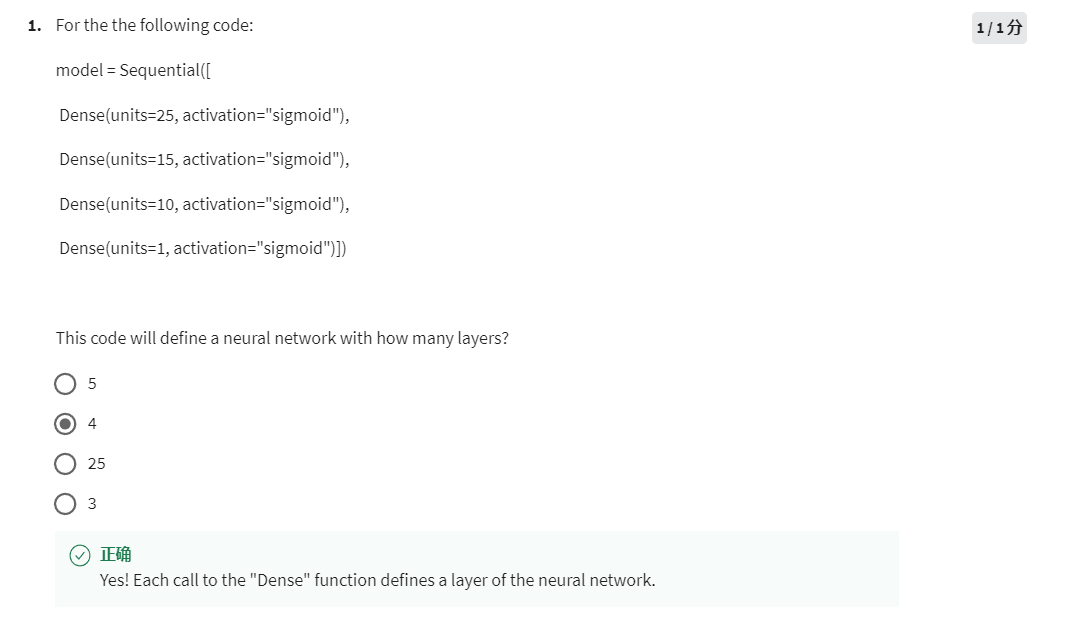 1. For the the following code:
1 / 1 分
model = Sequential([
Dense(units=25, activation="sigmoid"),
Dense(units=15, activation="sigmoid"),
Dense(units=10, activation="sigmoid"),
Dense(units=1, activation="sigmoid")])
This code will define a neural network with how many layers?
5
4
25
3
正确
Yes! Each call to the "Dense" function defines a layer of the neural network.